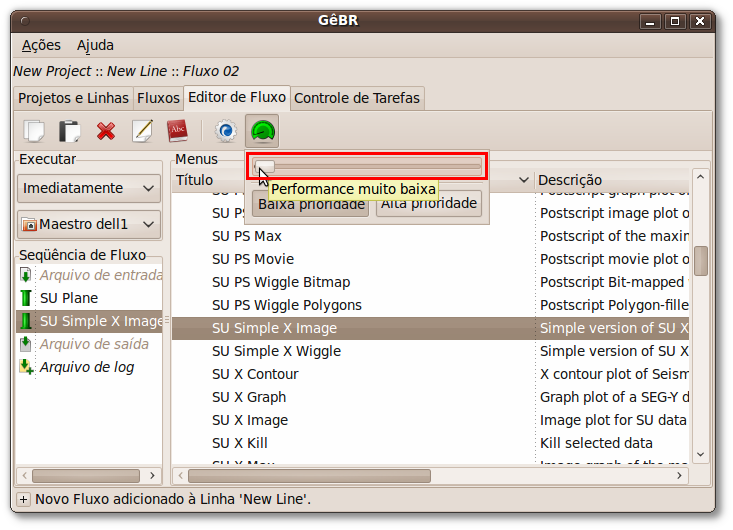 GêBR
Ações Ajuda
New Project :: New Line :: Fluxo 02
Projetos e Linhas Fluxos Editor de Fluxo Controle de Tarefas
Abc
Executar
Imediatamente
Maestro dell1
Seqüência de Fluxo
Arquivo de entrada
SU Plane
SU Simple X Image
Arquivo de saída
Arquivo de log
Menus
Performance muito baixa
Baixa prioridade Alta prioridade
Título Descrição
SU PS Postscript image plot o
SU PS Max Postscript of the maxin
SU PS Movie Postscript movie plot o
SU PS Wiggle Bitmap Postscript Bit-mapped
SU PS Wiggle Polygons Postscript Polygon-fille
SU Simple X Image Simple version of SU X
SU Simple X Wiggle Simple version of SU X
SU X Contour X contour plot of Seism
SU X Graph Graph plot of a SEG-Y d
SU X Image Image plot for SU data
SU X Kill Kill selected data
SU X Max Image graph of the ma
Novo Fluxo adicionado à Linha 'New Line'.